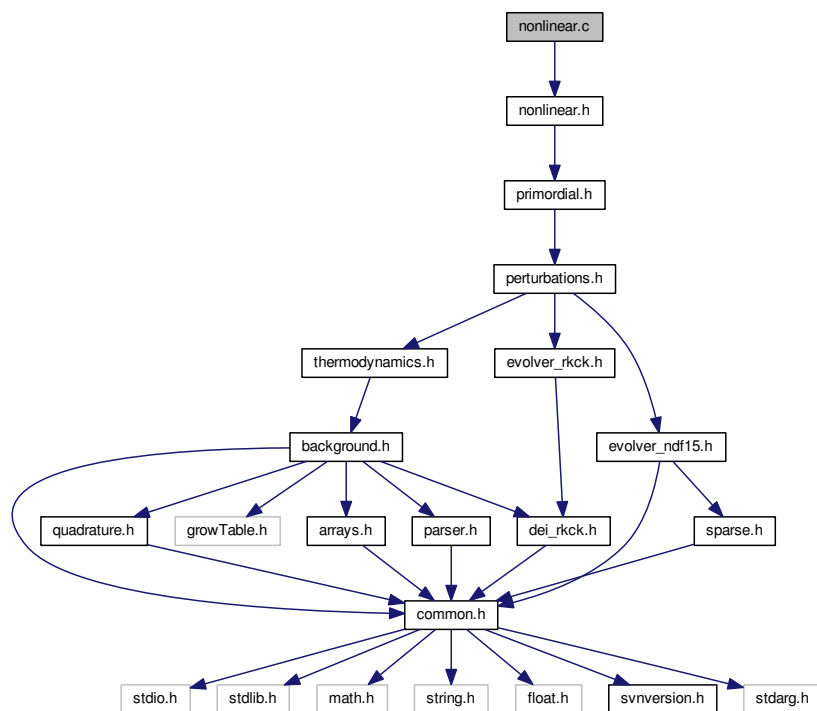 nonlinear.c
nonlinear.h
primordial.h
perturbations.h
thermodynamics.h
evolver_rkck.h
background.h
evolver_ndf15.h
quadrature.h
growTable.h
arrays.h
parser.h
dei_rkck.h
sparse.h
common.h
stdio.h
stdlib.h
math.h
string.h
float.h
svnversion.h
stdarg.h